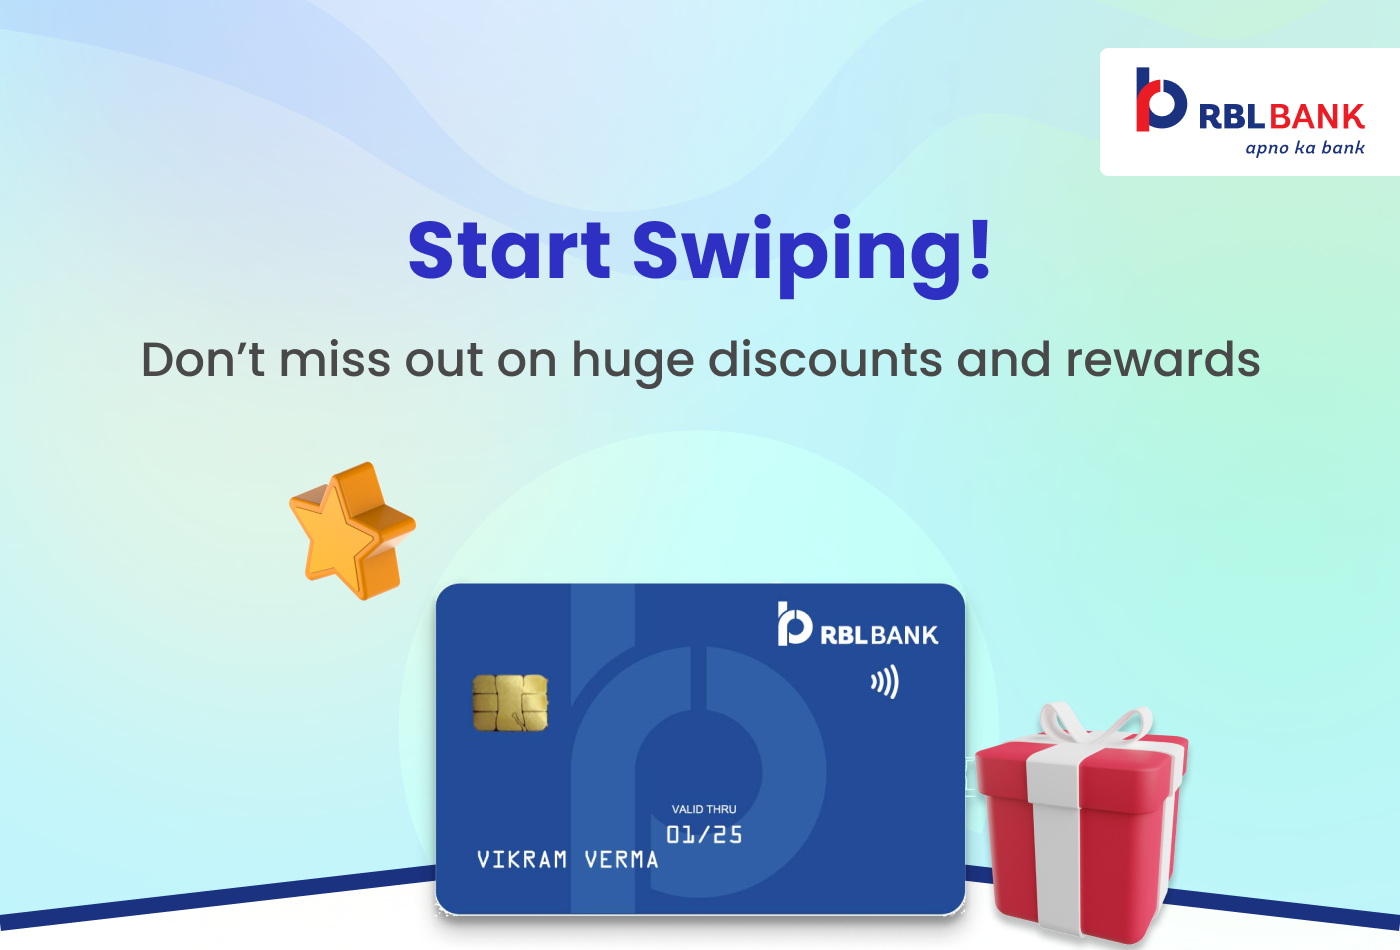 RBL BANK
apno ka bank
Start Swiping!
Don’t miss out on huge discounts and rewards
RBL BANK
VALID THRU
01/25
VIKRAM VERMA